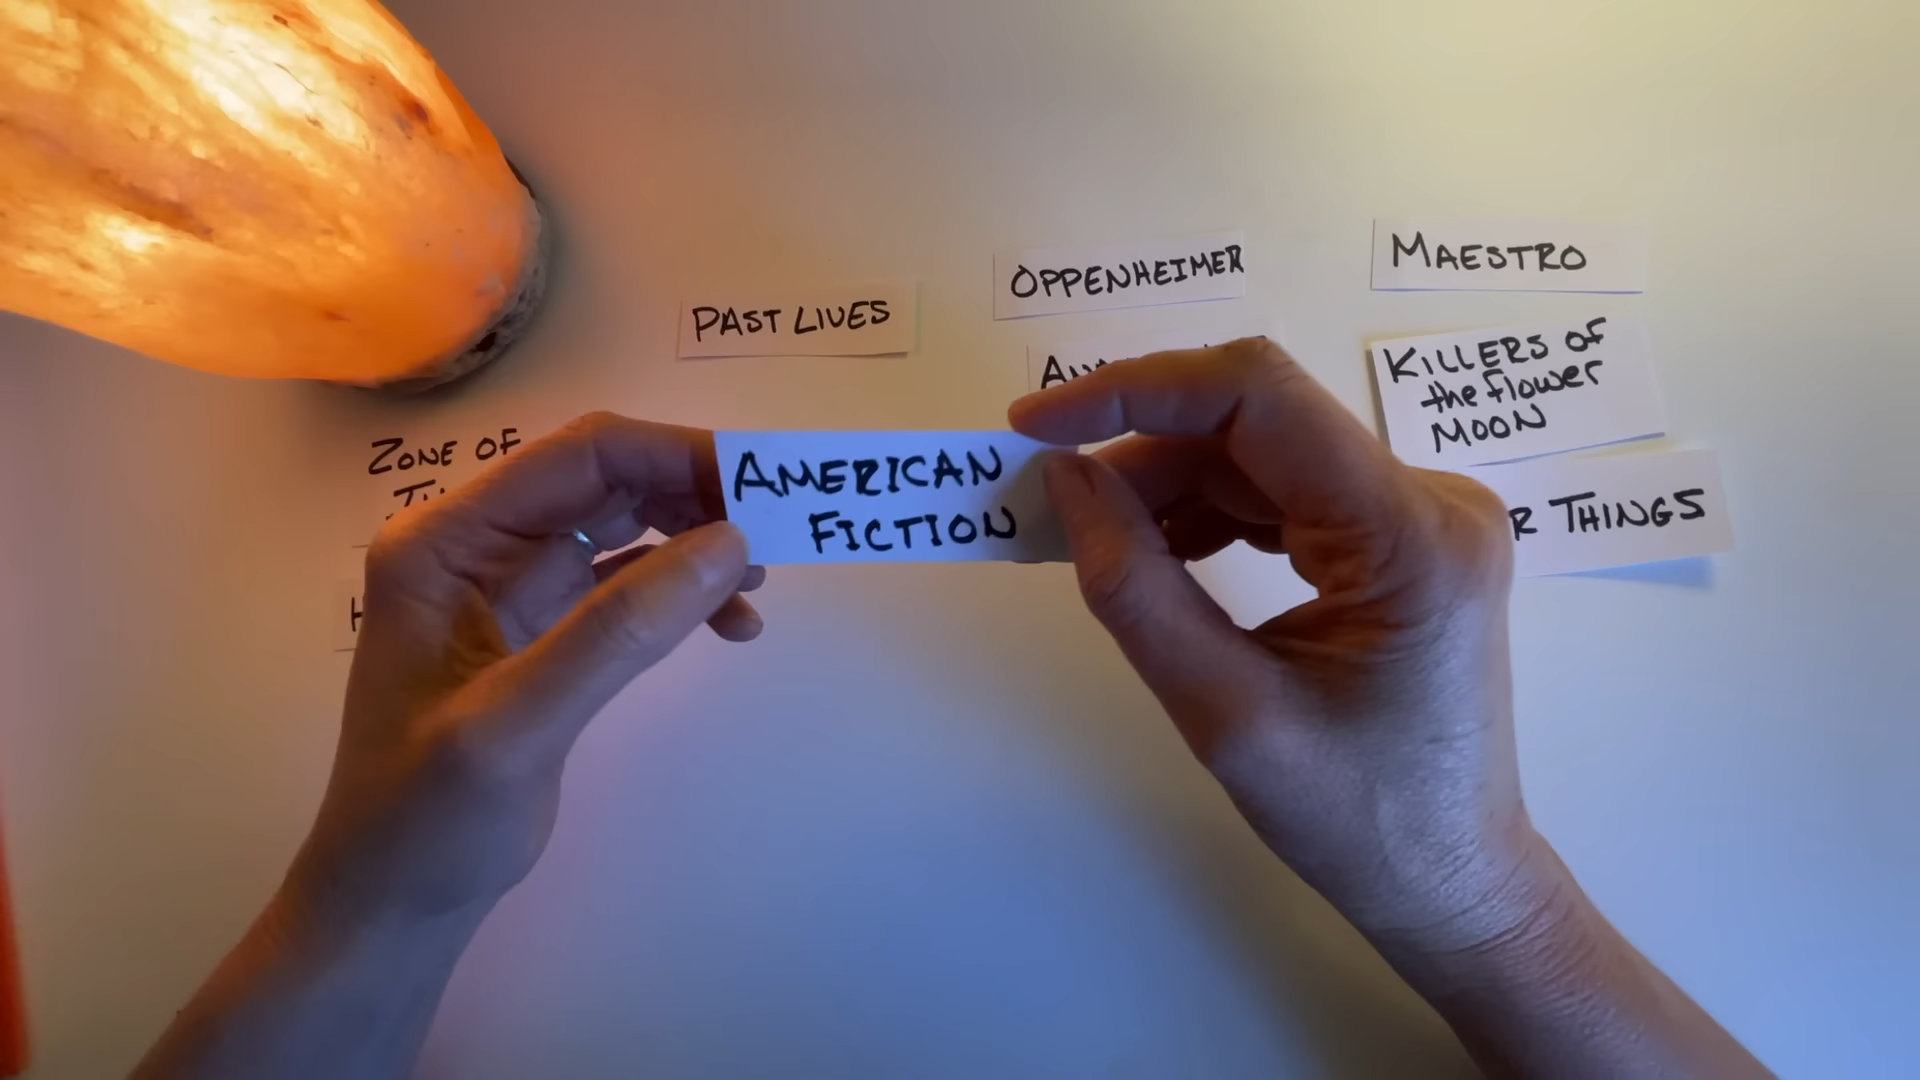 MAESTRO
OPPENHEIMER
PAST LIVES
KILLERS OF
the flower
MOON
ZONE OF
AMERICAN
FICTION
THINGS